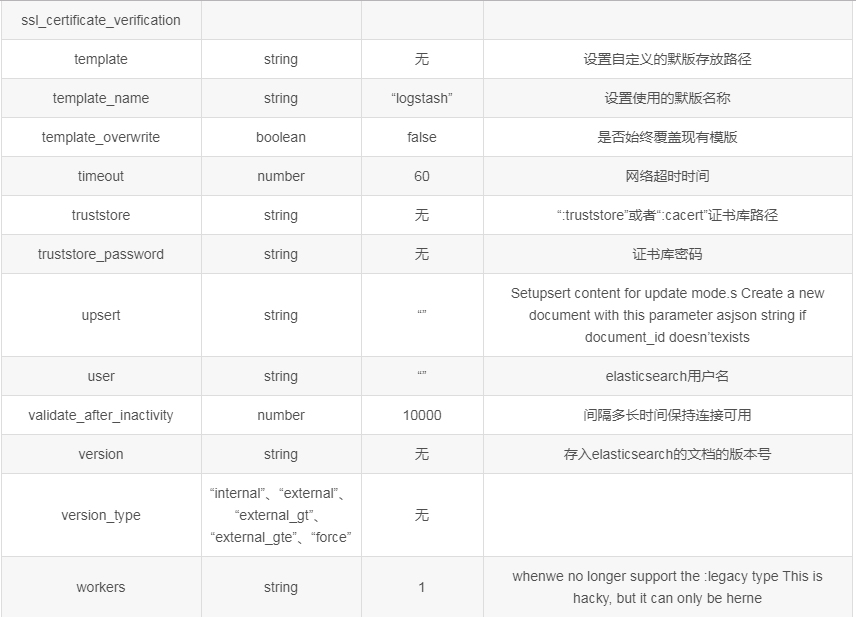 ssl_certificate_verification
template string 无 设置自定义的默版存放路径
template_name string “logstash” 设置使用的默版名称
template_overwrite boolean false 是否始终覆盖现有模版
timeout number 60 网络超时时间
truststore string 无 “:truststore”或者“:cacert”证书库路径
truststore_password string 无 证书库密码
upsert string “” Setupsert content for update mode.s Create a new
document with this parameter asjson string if
document_id doesn’texists
user string “” elasticsearch用户名
validate_after_inactivity number 10000 间隔多长时间保持连接可用
version string 无 存入elasticsearch的文档的版本号
version_type “internal”、“external”、
“external_gt”、
“external_gte”、“force” 无
workers string 1 whenwe no longer support the :legacy type This is
hacky, but it can only be herne